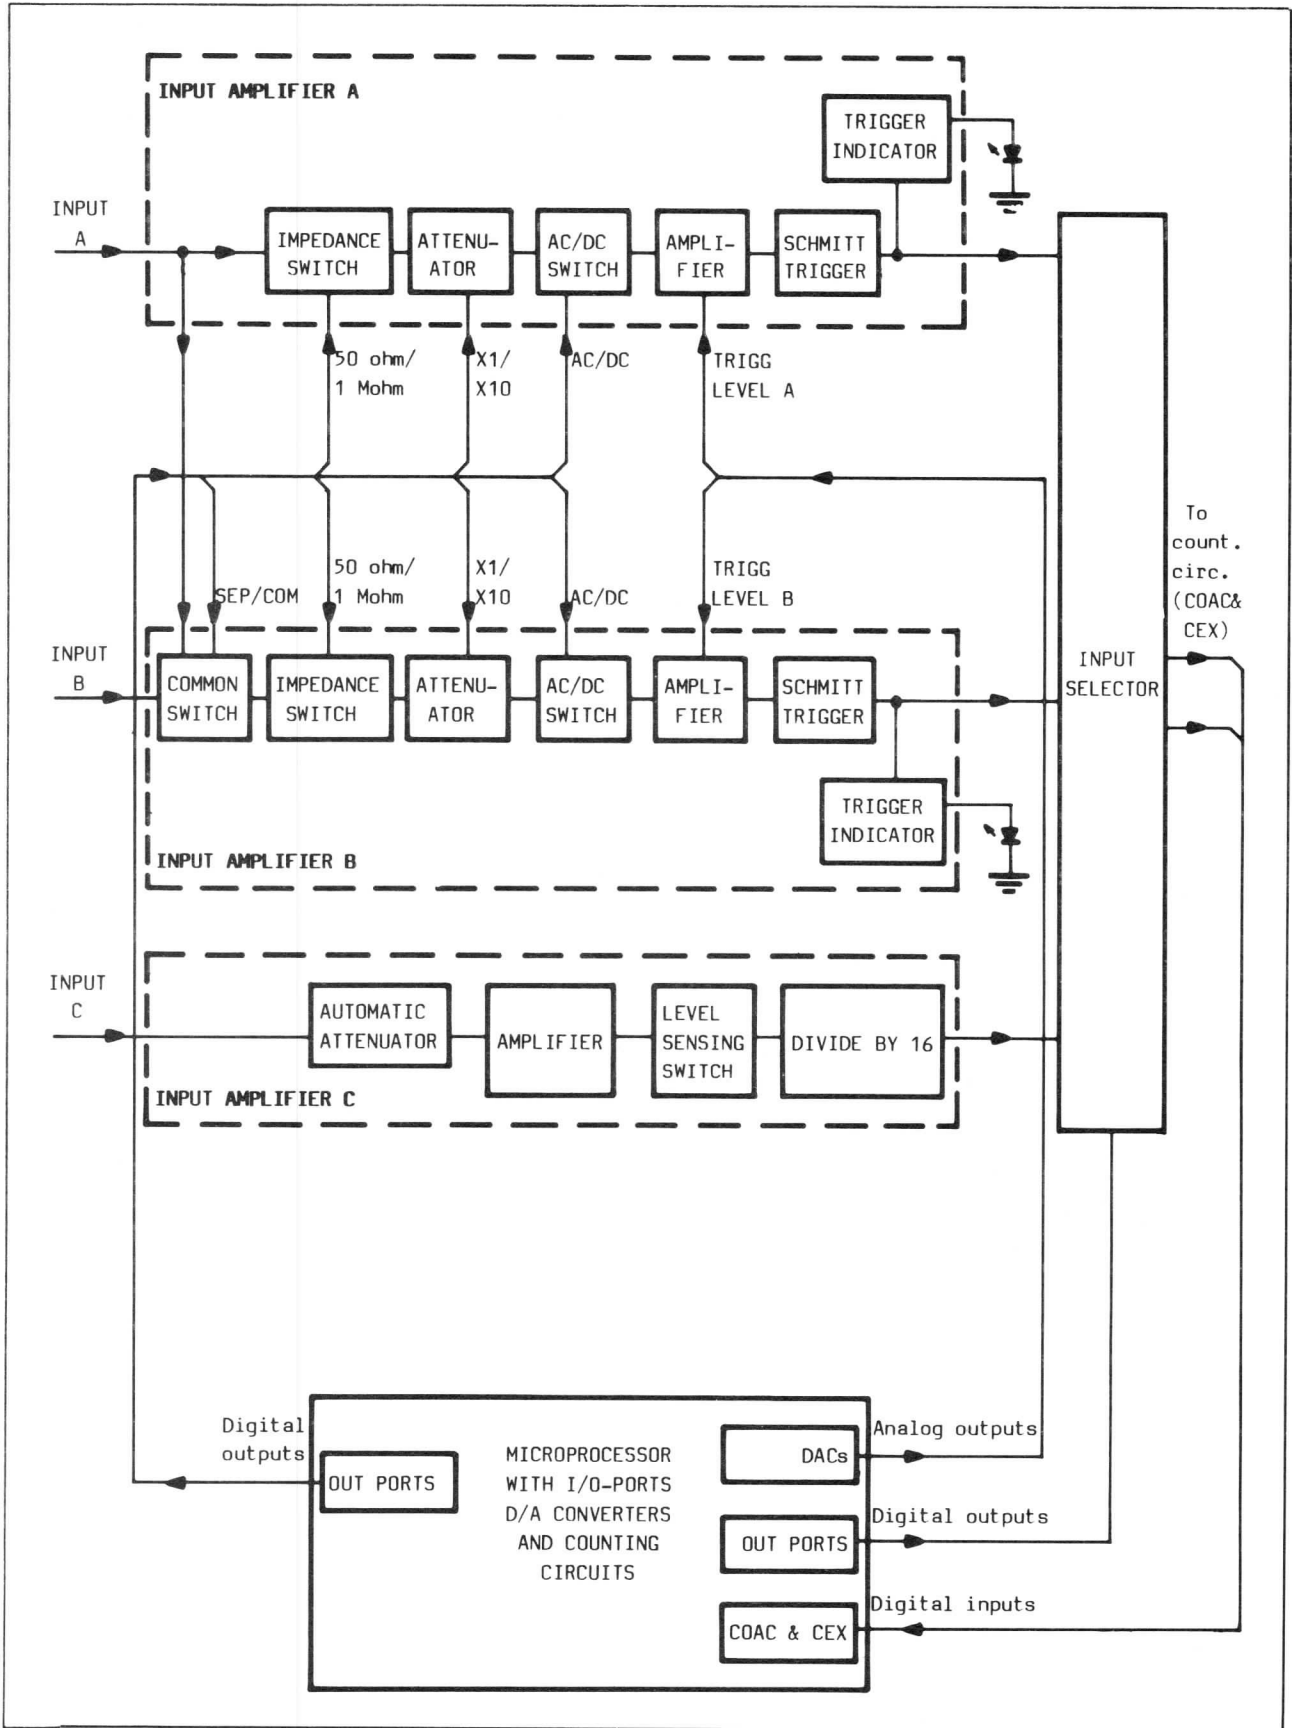 INPUT AMPLIFIER A
TRIGGER
INDICATOR
INPUT
A
IMPEDANCE
SWITCH
ATTENU-
ATOR
AC/DC
SWITCH
AMPLI-
FIER
SCHMITT
TRIGGER
50 ohm/
1 Mohm
X1/
X10
AC/DC
TRIGG
LEVEL A
To
count.
circ.
(COAC&
CEX)
SEP/COM
50 ohm/
1 Mohm
X1/
X10
AC/DC
TRIGG
LEVEL B
INPUT
B
COMMON
SWITCH
IMPEDANCE
SWITCH
ATTENU-
ATOR
AC/DC
SWITCH
AMPLI-
FIER
SCHMITT
TRIGGER
INPUT
SELECTOR
TRIGGER
INDICATOR
INPUT AMPLIFIER B
INPUT
C
AUTOMATIC
ATTENUATOR
AMPLIFIER
LEVEL
SENSING
SWITCH
DIVIDE BY 16
INPUT AMPLIFIER C
Digital
outputs
OUT PORTS
MICROPROCESSOR
WITH I/O-PORTS
D/A CONVERTERS
AND COUNTING
CIRCUITS
DACs
Analog outputs
OUT PORTS
Digital outputs
COAC & CEX
Digital inputs